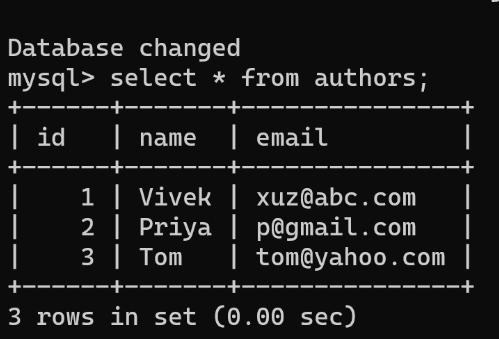 Database changed
mysql> select * from authors;
+------+-------+---------------+
| id   | name  | email         |
+------+-------+---------------+
|    1 | Vivek | xuz@abc.com   |
|    2 | Priya | p@gmail.com   |
|    3 | Tom   | tom@yahoo.com |
+------+-------+---------------+
3 rows in set (0.00 sec)